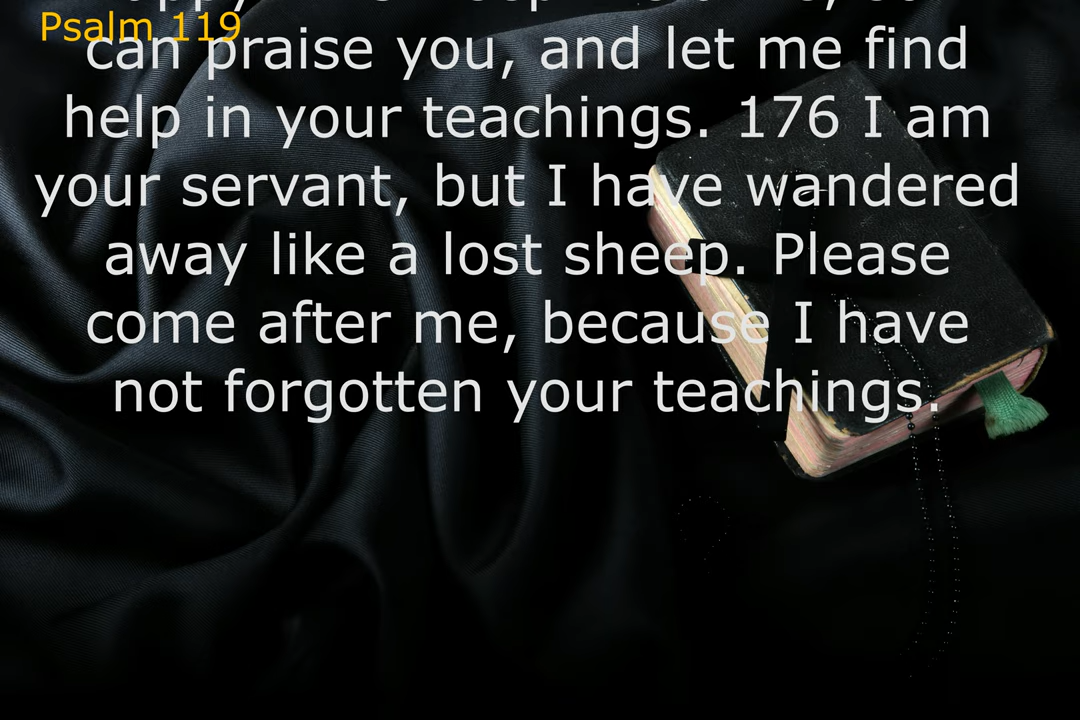 Psalm 119
can praise you, and let me find
help in your teachings. 176 I am
your servant, but I have wandered
away like a lost sheep. Please
come after me, because I have
not forgotten your teachings.